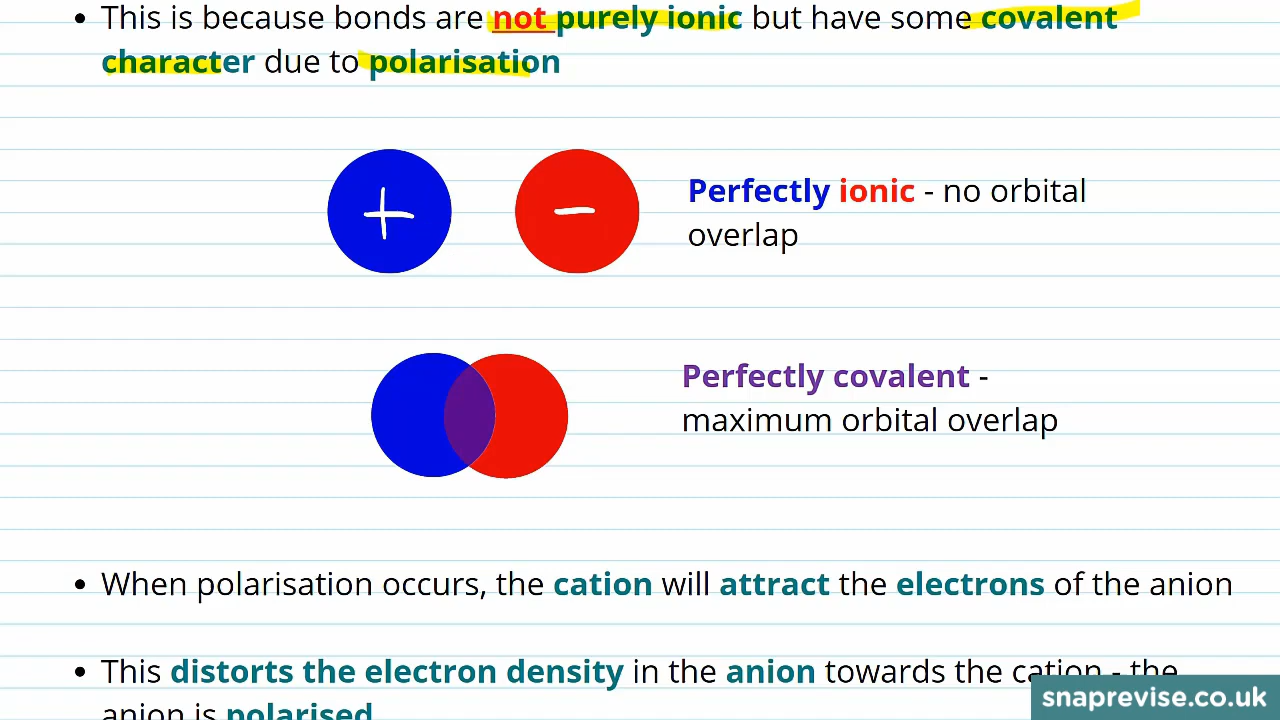 • This is because bonds are not purely ionic but have some covalent
character due to polarisation
+ −
Perfectly ionic - no orbital
overlap
Perfectly covalent -
maximum orbital overlap
• When polarisation occurs, the cation will attract the electrons of the anion
• This distorts the electron density in the anion towards the cation - the
anion is polarised
snaprevise.co.uk